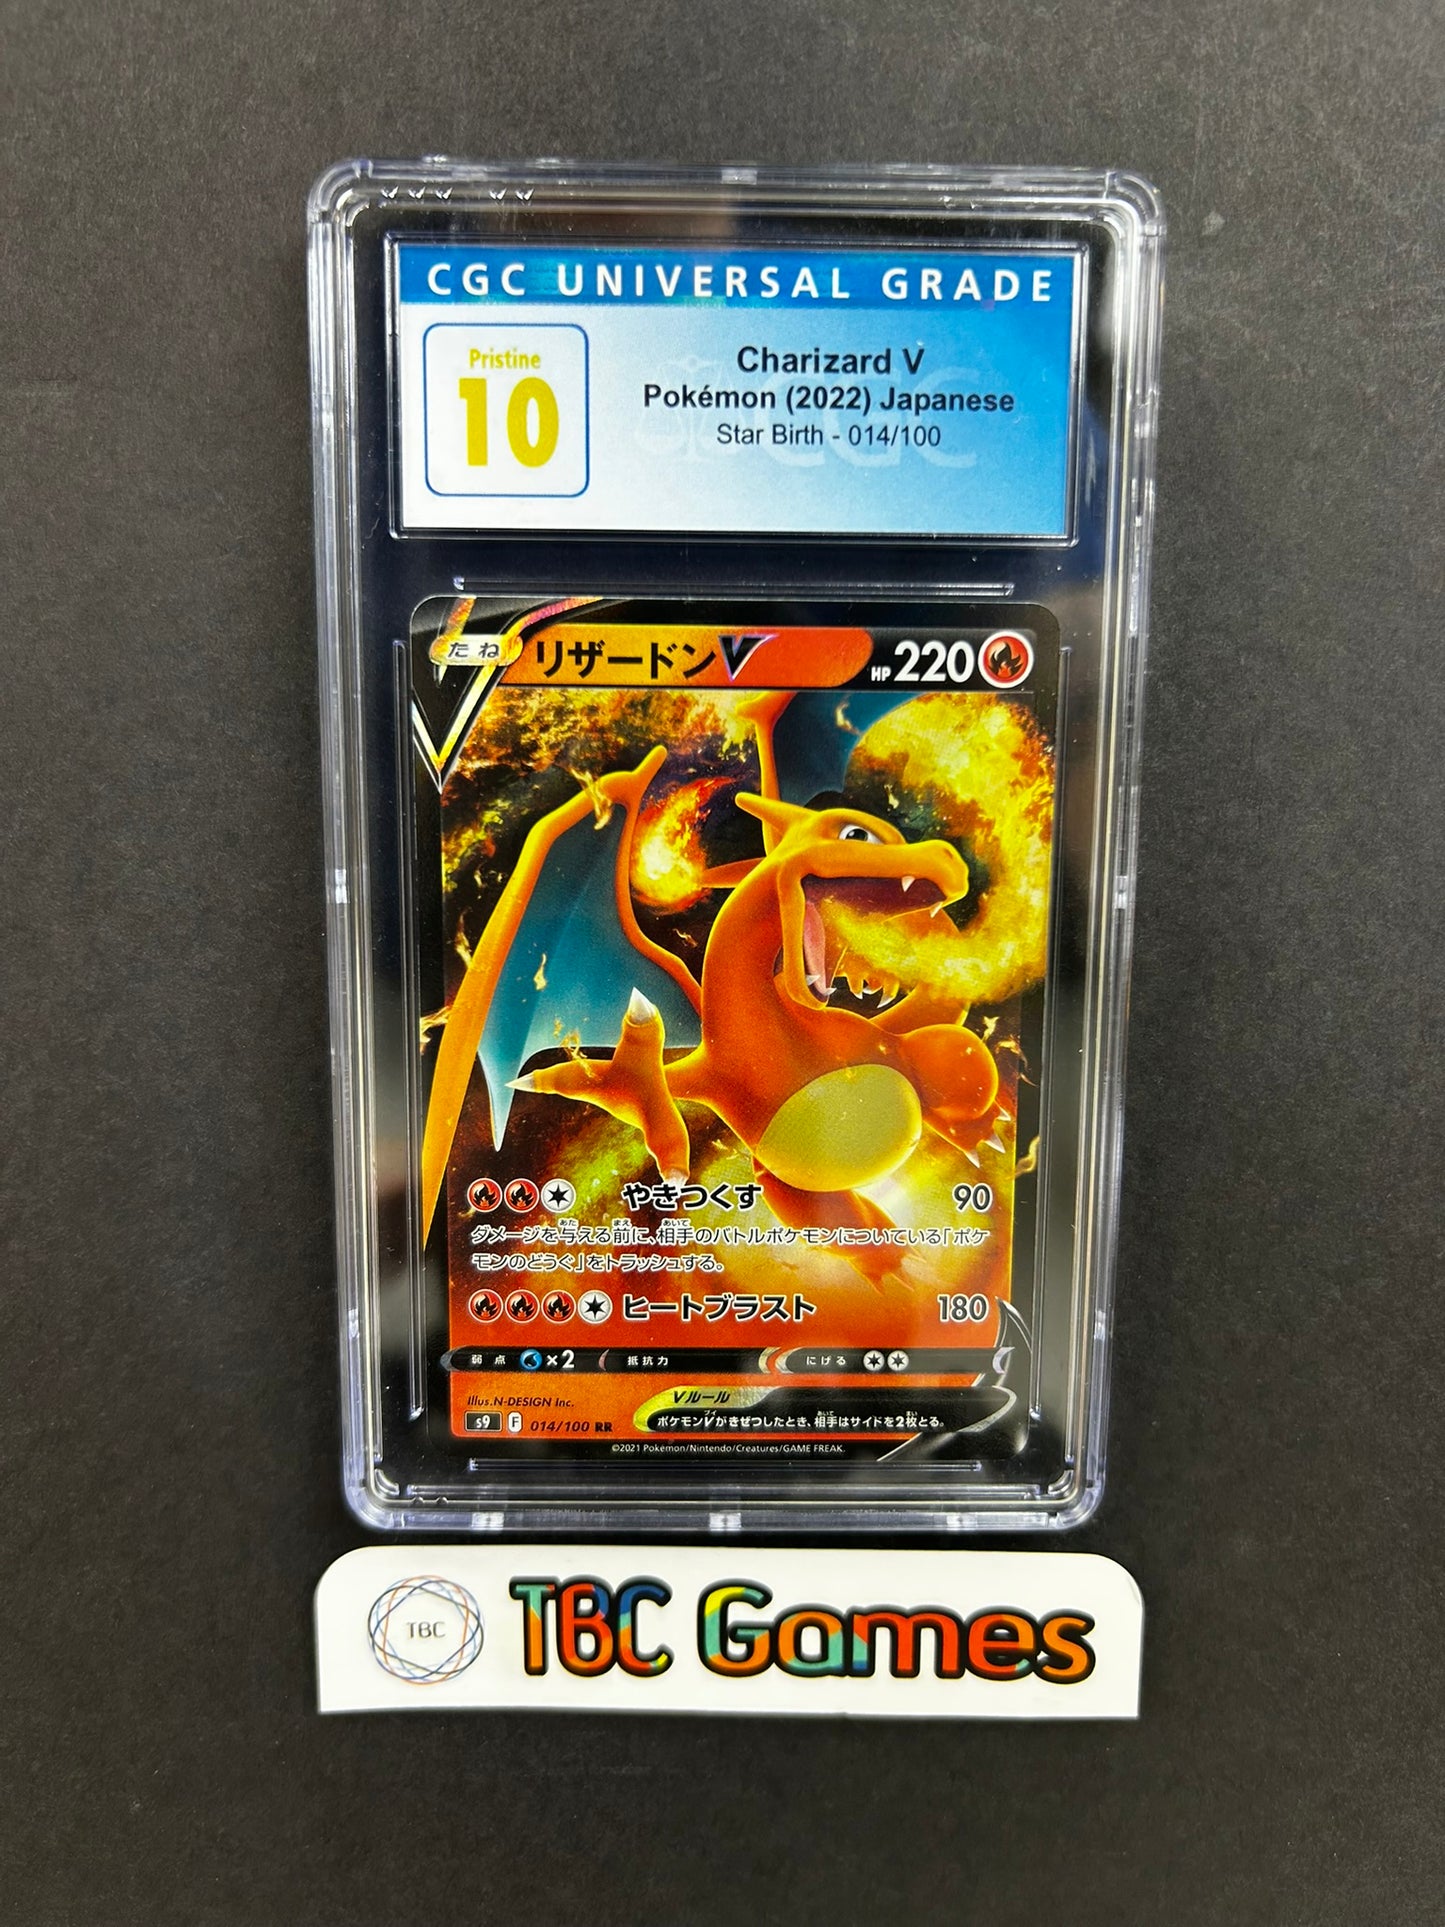 CGC UNIVERSAL GRADE
Pristine
10
Charizard V
Pokémon (2022) Japanese
Star Birth - 014/100
CGC
たね
リザードンV
HP220
やきつくす 90
ダメージを与える前に、相手のバトルポケモンについている「ポケ
モンのどうぐ」をトラッシュする。
ヒートブラスト 180
弱点 ×2 抵抗力 にげる
Illus.N-DESIGN Inc.
Vルール
s9 F 014/100 RR
ポケモンVがきぜつしたとき、相手はサイドを2枚とる。
©2021 Pokémon/Nintendo/Creatures/GAME FREAK.
TBC
TBC Games